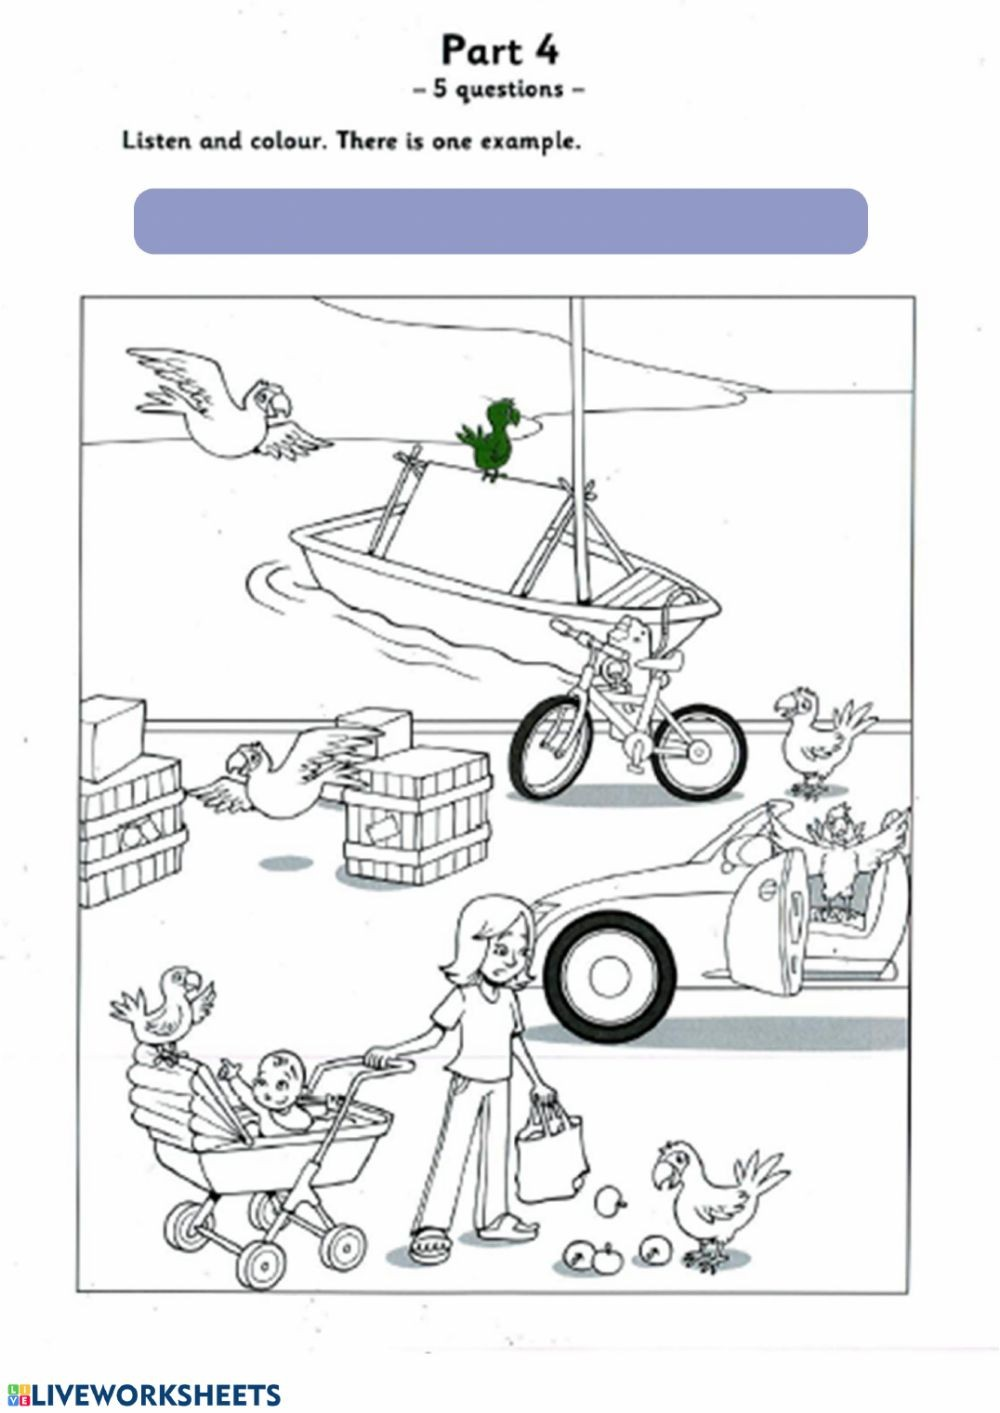 Part 4
– 5 questions –
Listen and colour. There is one example.
LIVEWORKSHEETS